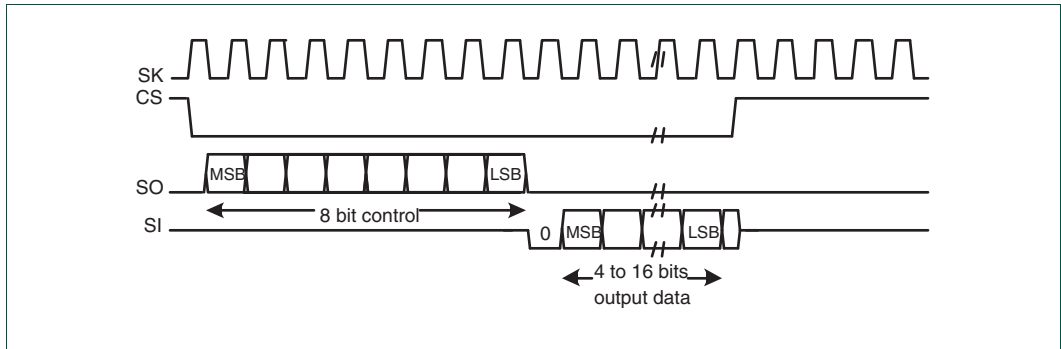 SK
CS
SO
MSB
LSB
8 bit control
SI
0
MSB
LSB
4 to 16 bits
output data